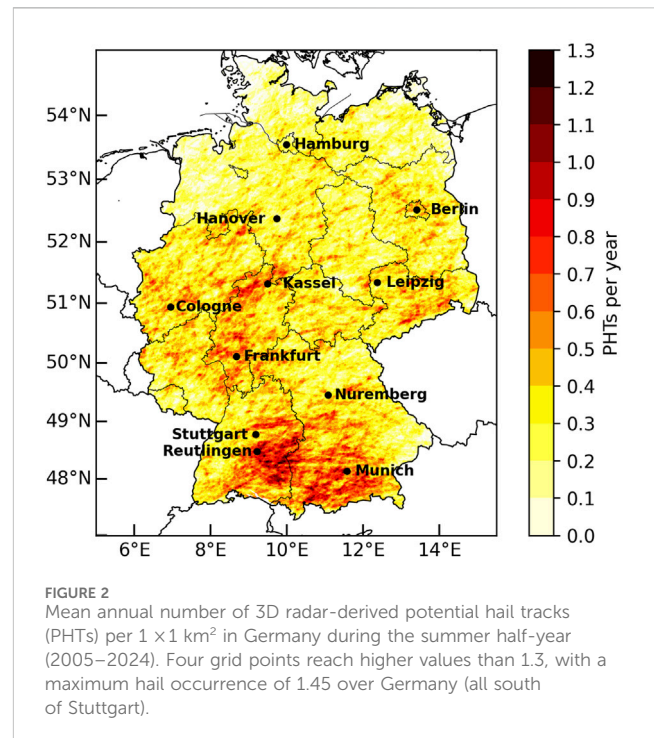 54°N
53°N
52°N
51°N
50°N
49°N
48°N
6°E 8°E 10°E 12°E 14°E
Hamburg
Berlin
Hanover
Kassel
Leipzig
Cologne
Frankfurt
Nuremberg
Stuttgart
Reutlingen
Munich
1.3
1.2
1.1
1.0
0.9
0.8
0.7
0.6
0.5
0.4
0.3
0.2
0.1
0.0
PHTs per year
FIGURE 2
Mean annual number of 3D radar-derived potential hail tracks
(PHTs) per 1 ×1 km² in Germany during the summer half-year
(2005–2024). Four grid points reach higher values than 1.3, with a
maximum hail occurrence of 1.45 over Germany (all south
of Stuttgart).